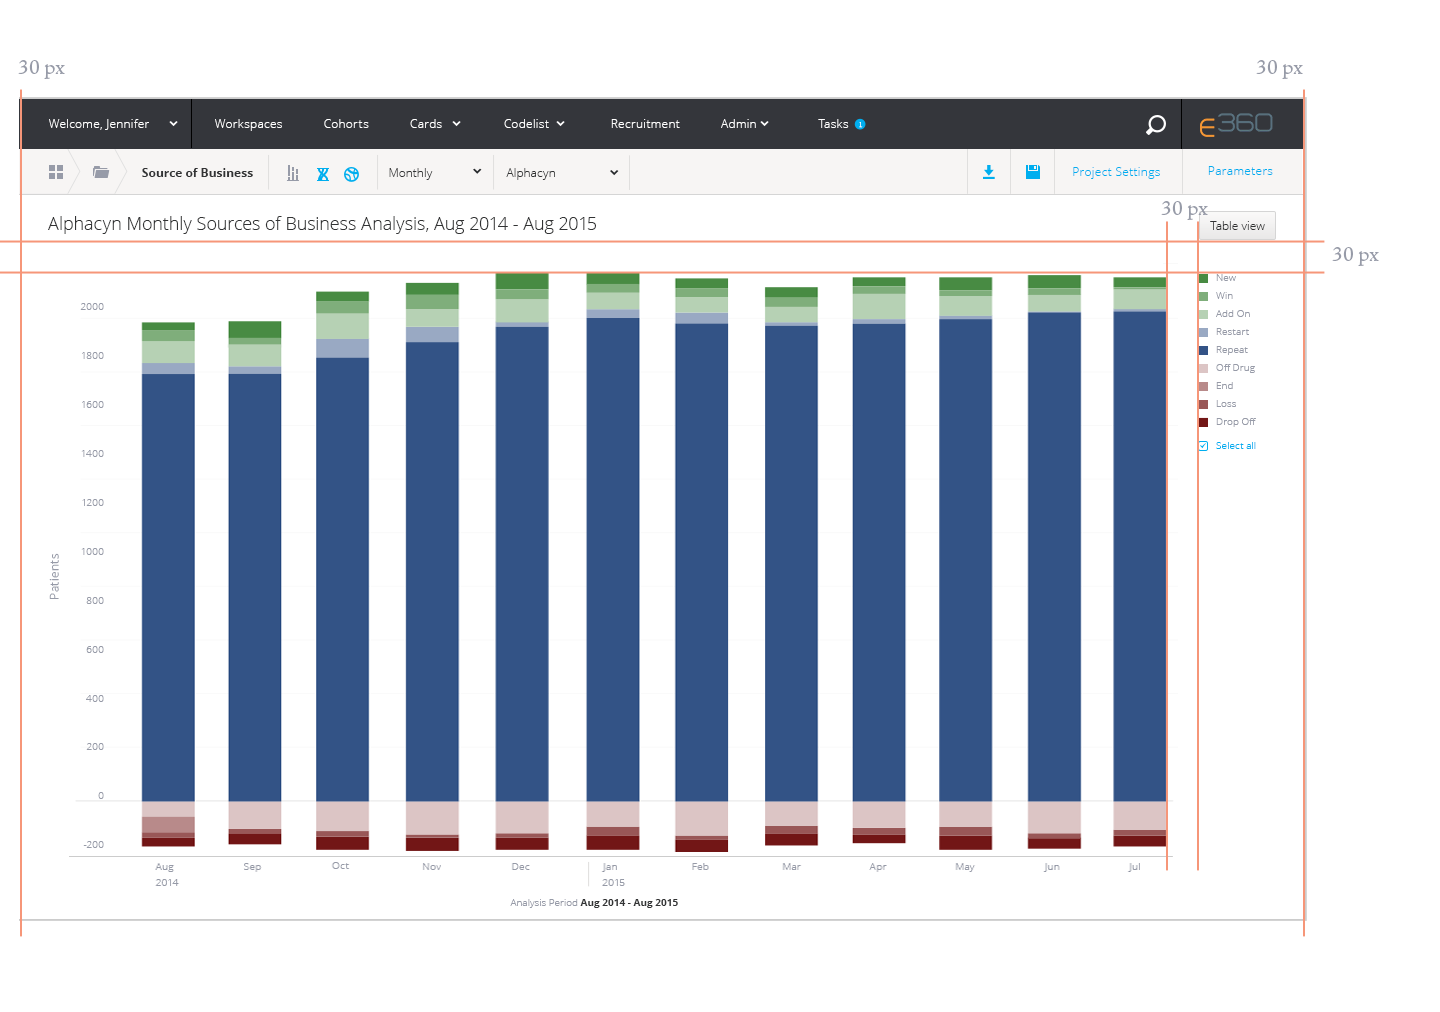 30 px
30 px
Welcome, Jennifer
Workspaces
Cohorts
Cards
Codelist
Recruitment
Admin
Tasks
1
e360
Source of Business
Monthly
Alphacyn
Project Settings
Parameters
Alphacyn Monthly Sources of Business Analysis, Aug 2014 - Aug 2015
30 px
Table view
30 px
New
Win
Add On
Restart
Repeat
Off Drug
End
Loss
Drop Off
Select all
Patients
2000
1800
1600
1400
1200
1000
800
600
400
200
0
-200
Aug
2014
Sep
Oct
Nov
Dec
Jan
2015
Feb
Mar
Apr
May
Jun
Jul
Analysis Period Aug 2014 - Aug 2015